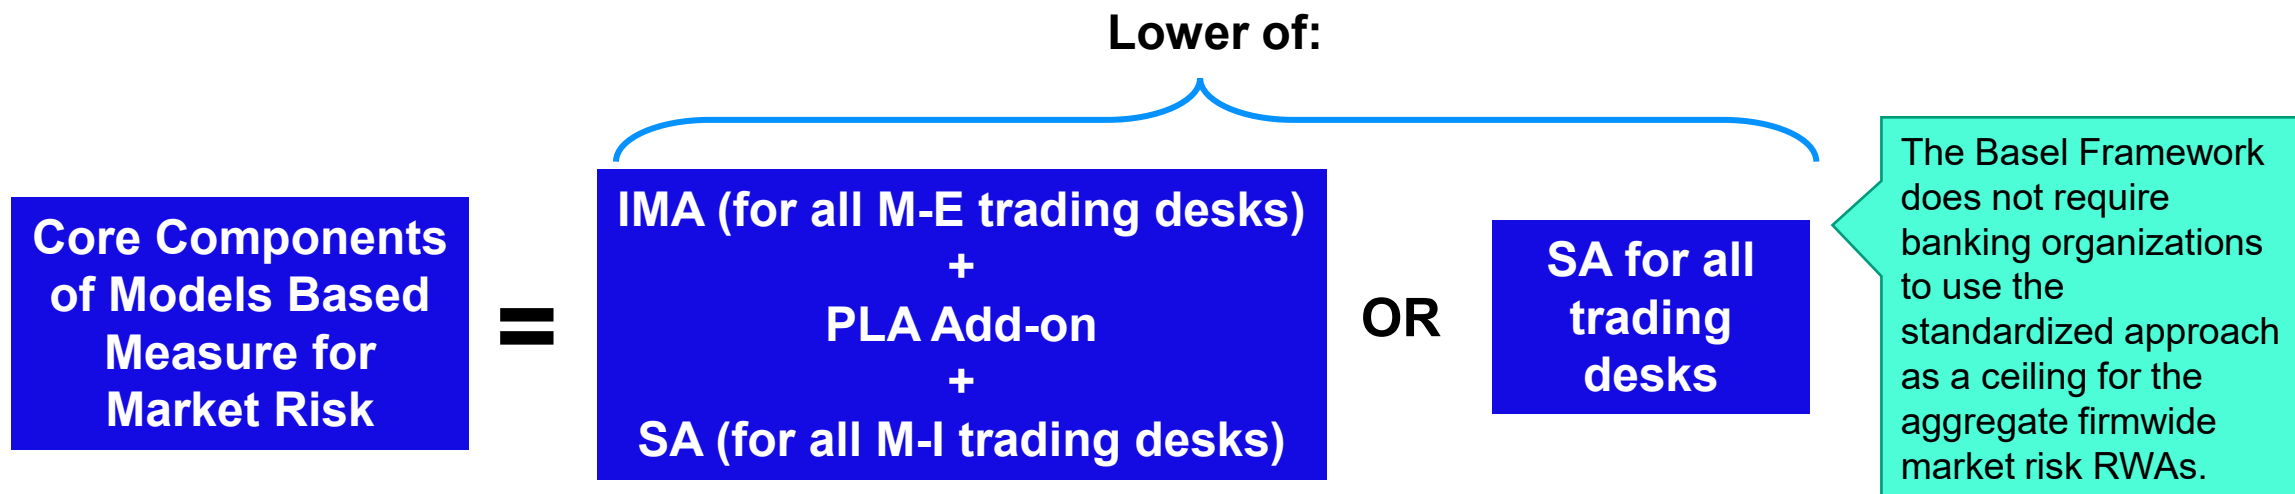 Lower of:
Core Components
of Models Based
Measure for
Market Risk
=
IMA (for all M-E trading desks)
+
PLA Add-on
+
SA (for all M-I trading desks)
OR
SA for all
trading
desks
The Basel Framework
does not require
banking organizations
to use the
standardized approach
as a ceiling for the
aggregate firmwide
market risk RWAs.